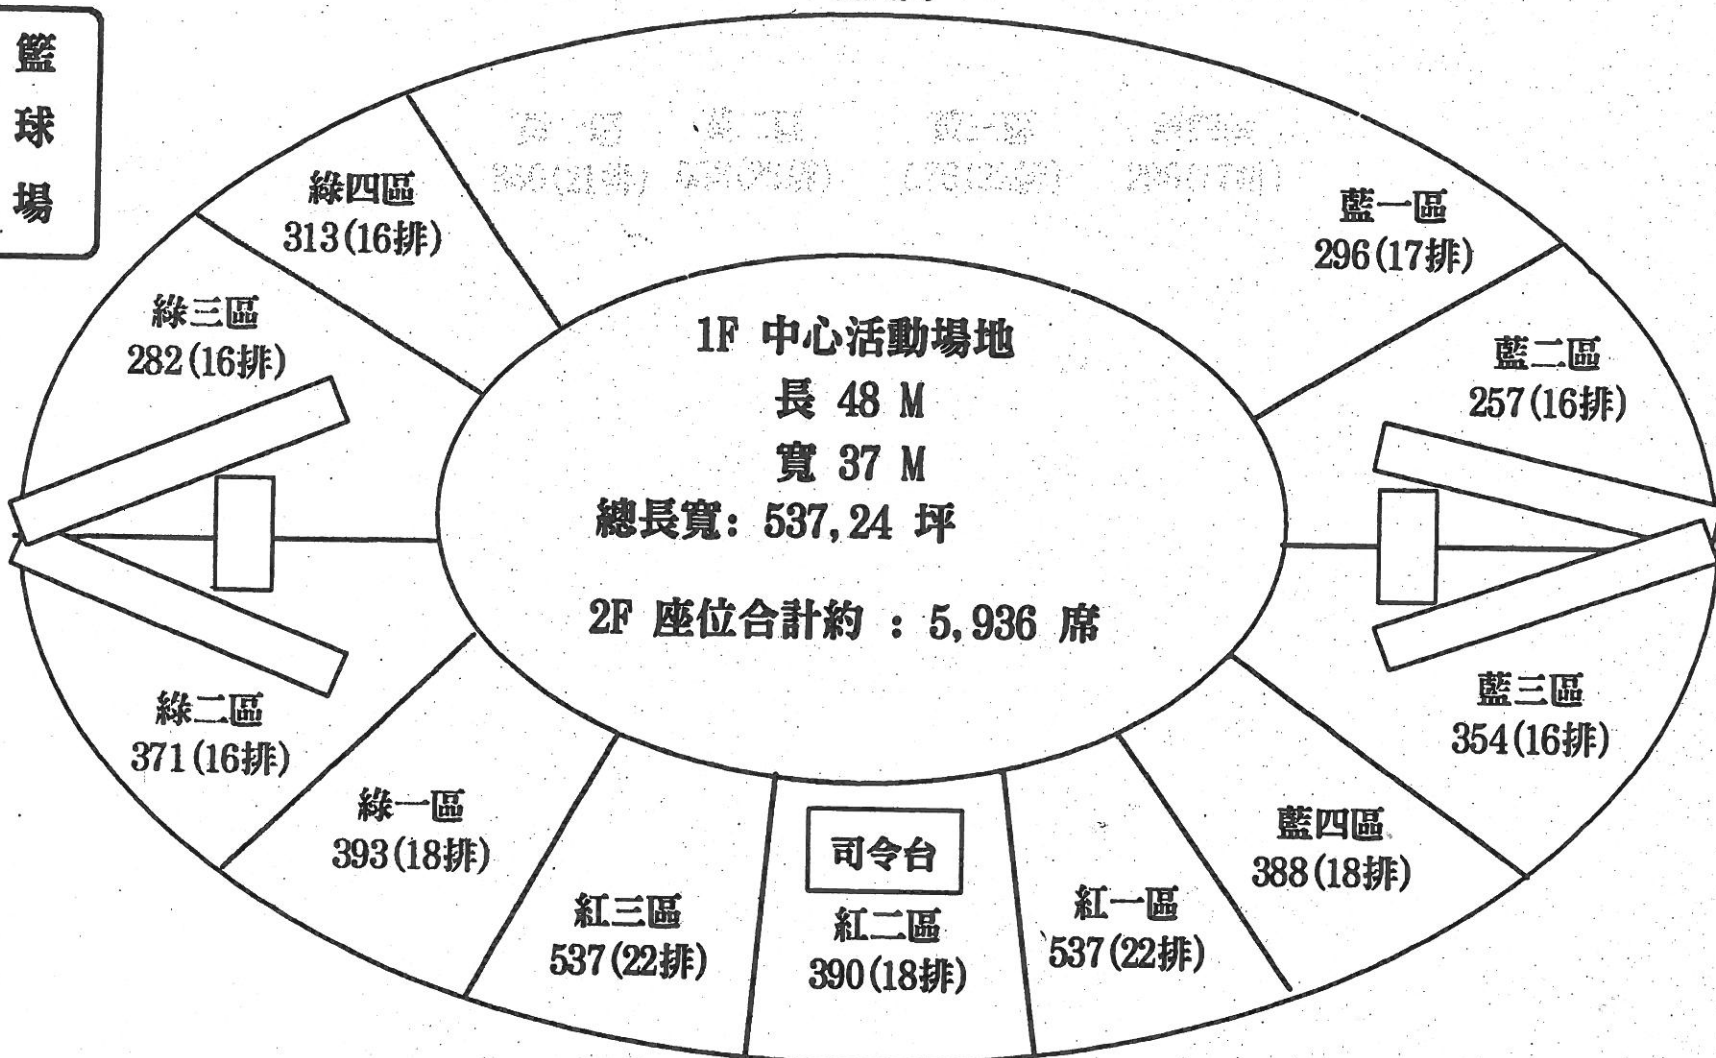 籃球場
綠四區
313(16排)
藍一區
296(17排)
綠三區
282(16排)
藍二區
257(16排)
1F 中心活動場地
長 48 M
寬 37 M
總長寬: 537,24 坪
2F 座位合計約 : 5,936 席
綠二區
371(16排)
藍三區
354(16排)
綠一區
393(18排)
藍四區
388(18排)
司令台
紅三區
537(22排)
紅二區
390(18排)
紅一區
537(22排)